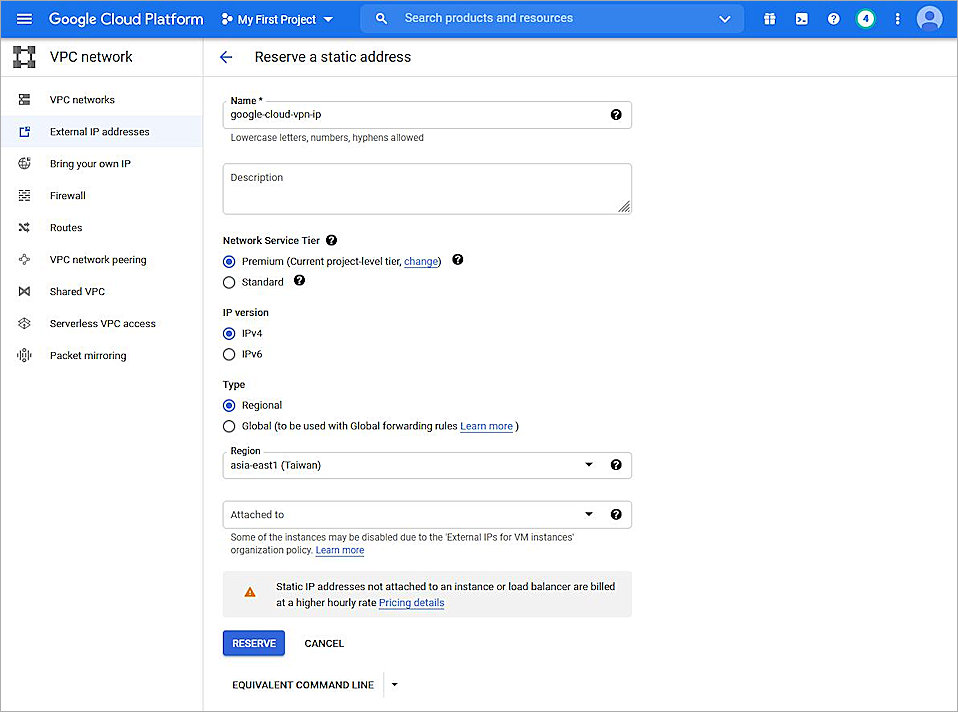 Google Cloud Platform
My First Project
Search products and resources
4
VPC network
Reserve a static address
VPC networks
External IP addresses
Bring your own IP
Firewall
Routes
VPC network peering
Shared VPC
Serverless VPC access
Packet mirroring
Name *
google-cloud-vpn-ip
Lowercase letters, numbers, hyphens allowed
Description
Network Service Tier
Premium (Current project-level tier, change)
Standard
IP version
IPv4
IPv6
Type
Regional
Global (to be used with Global forwarding rules Learn more )
Region
asia-east1 (Taiwan)
Attached to
Some of the instances may be disabled due to the 'External IPs for VM instances'
organization policy. Learn more
Static IP addresses not attached to an instance or load balancer are billed
at a higher hourly rate Pricing details
RESERVE
CANCEL
EQUIVALENT COMMAND LINE